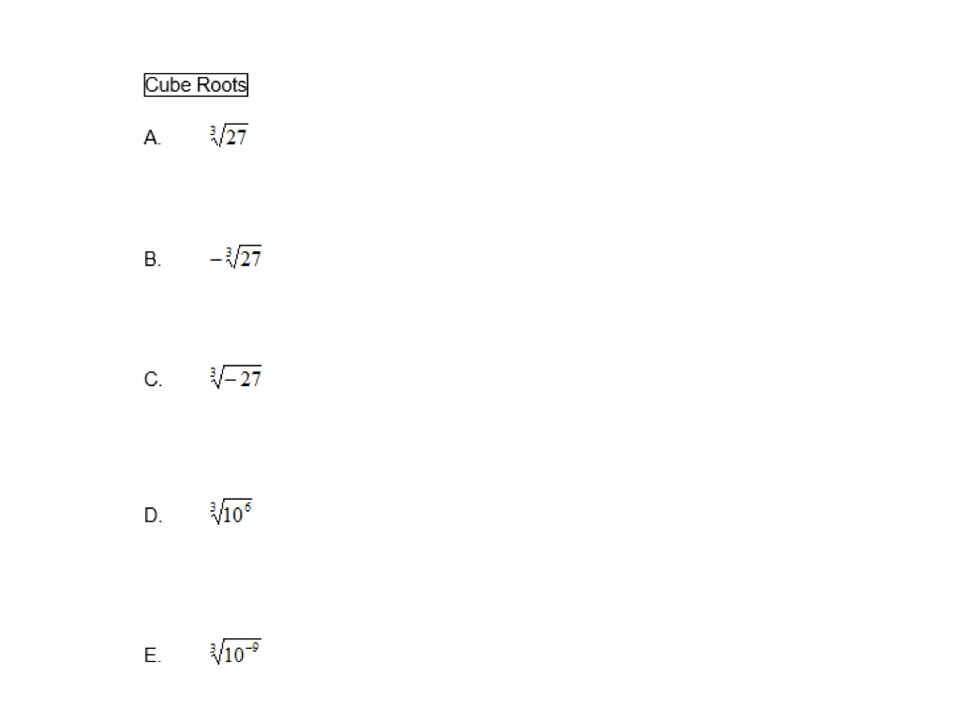 Cube Roots
A. ∛27
B. −∛27
C. ∛−27
D. ∛10⁶
E. ∛10⁻⁹